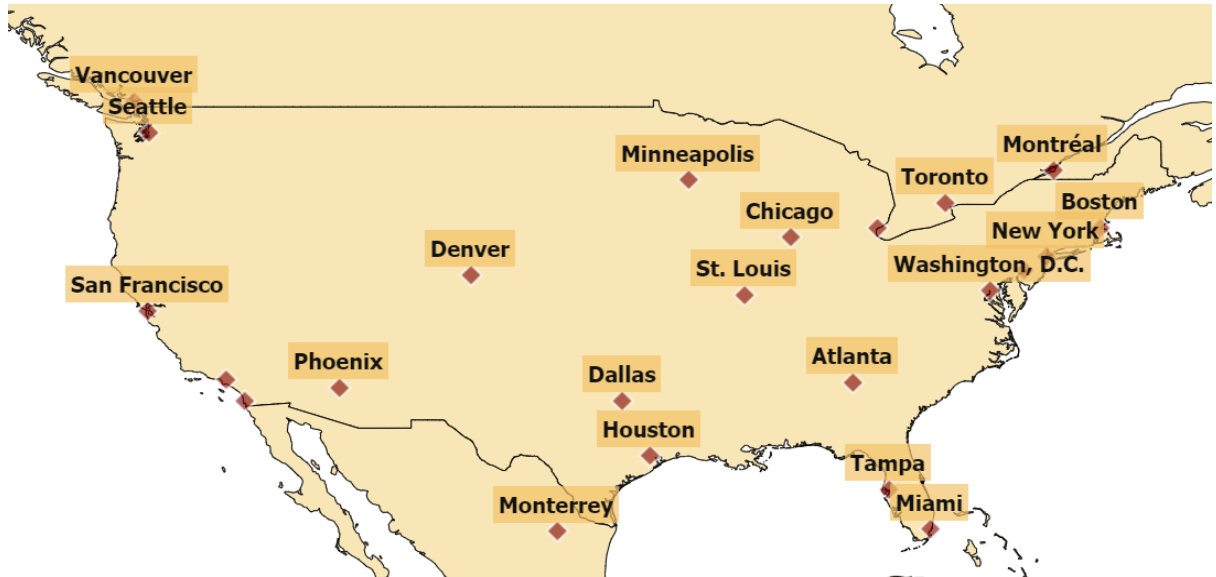 Vancouver
Seattle
Minneapolis
Montréal
Toronto
Boston
Chicago
New York
Denver
St. Louis
Washington, D.C.
San Francisco
Phoenix
Dallas
Atlanta
Houston
Tampa
Monterrey
Miami